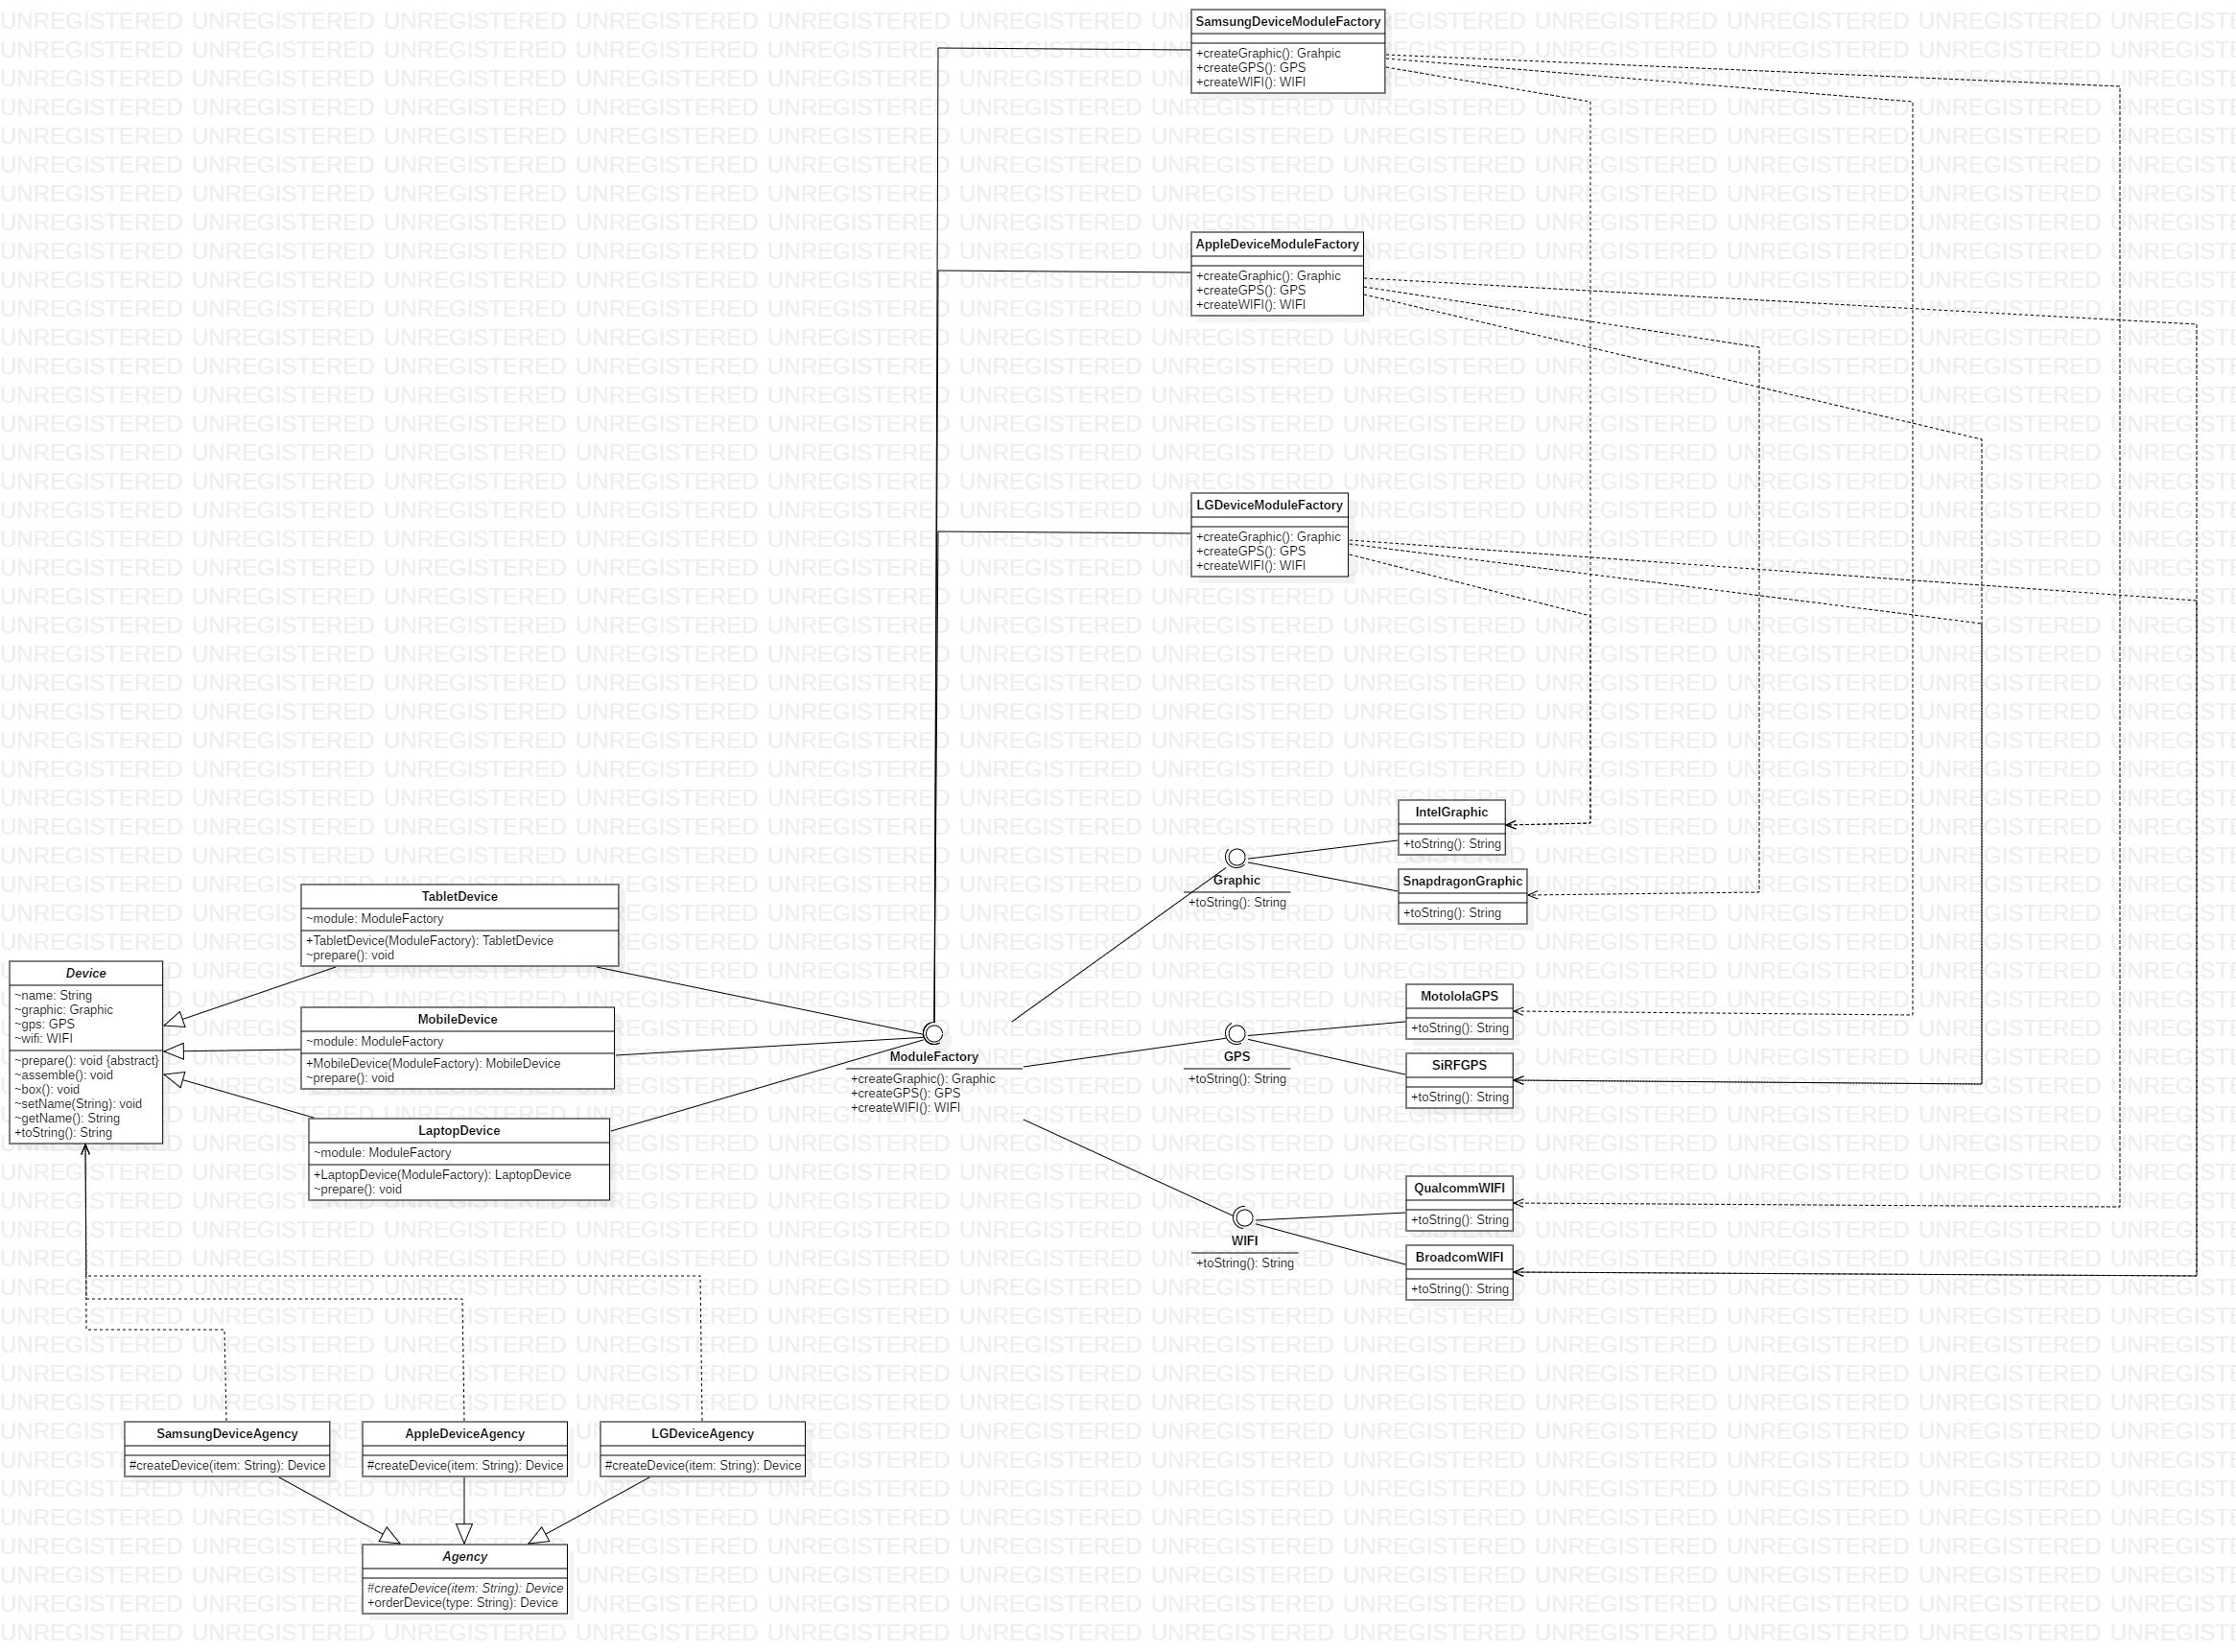 SamsungDeviceModuleFactory
+createGraphic(): Grahpic
+createGPS(): GPS
+createWIFI(): WIFI
AppleDeviceModuleFactory
+createGraphic(): Graphic
+createGPS(): GPS
+createWIFI(): WIFI
LGDeviceModuleFactory
+createGraphic(): Graphic
+createGPS(): GPS
+createWIFI(): WIFI
IntelGraphic
+toString(): String
Graphic
+toString(): String
SnapdragonGraphic
+toString(): String
TabletDevice
~module: ModuleFactory
+TabletDevice(ModuleFactory): TabletDevice
~prepare(): void
Device
~name: String
~graphic: Graphic
~gps: GPS
~wifi: WIFI
~prepare(): void {abstract}
~assemble(): void
~box(): void
~setName(String): void
~getName(): String
+toString(): String
MobileDevice
~module: ModuleFactory
+MobileDevice(ModuleFactory): MobileDevice
~prepare(): void
LaptopDevice
~module: ModuleFactory
+LaptopDevice(ModuleFactory): LaptopDevice
~prepare(): void
ModuleFactory
+createGraphic(): Graphic
+createGPS(): GPS
+createWIFI(): WIFI
MotololaGPS
+toString(): String
GPS
+toString(): String
SiRFGPS
+toString(): String
QualcommWIFI
+toString(): String
WIFI
+toString(): String
BroadcomWIFI
+toString(): String
SamsungDeviceAgency
#createDevice(item: String): Device
AppleDeviceAgency
#createDevice(item: String): Device
LGDeviceAgency
#createDevice(item: String): Device
Agency
#createDevice(item: String): Device
+orderDevice(type: String): Device
UNREGISTERED